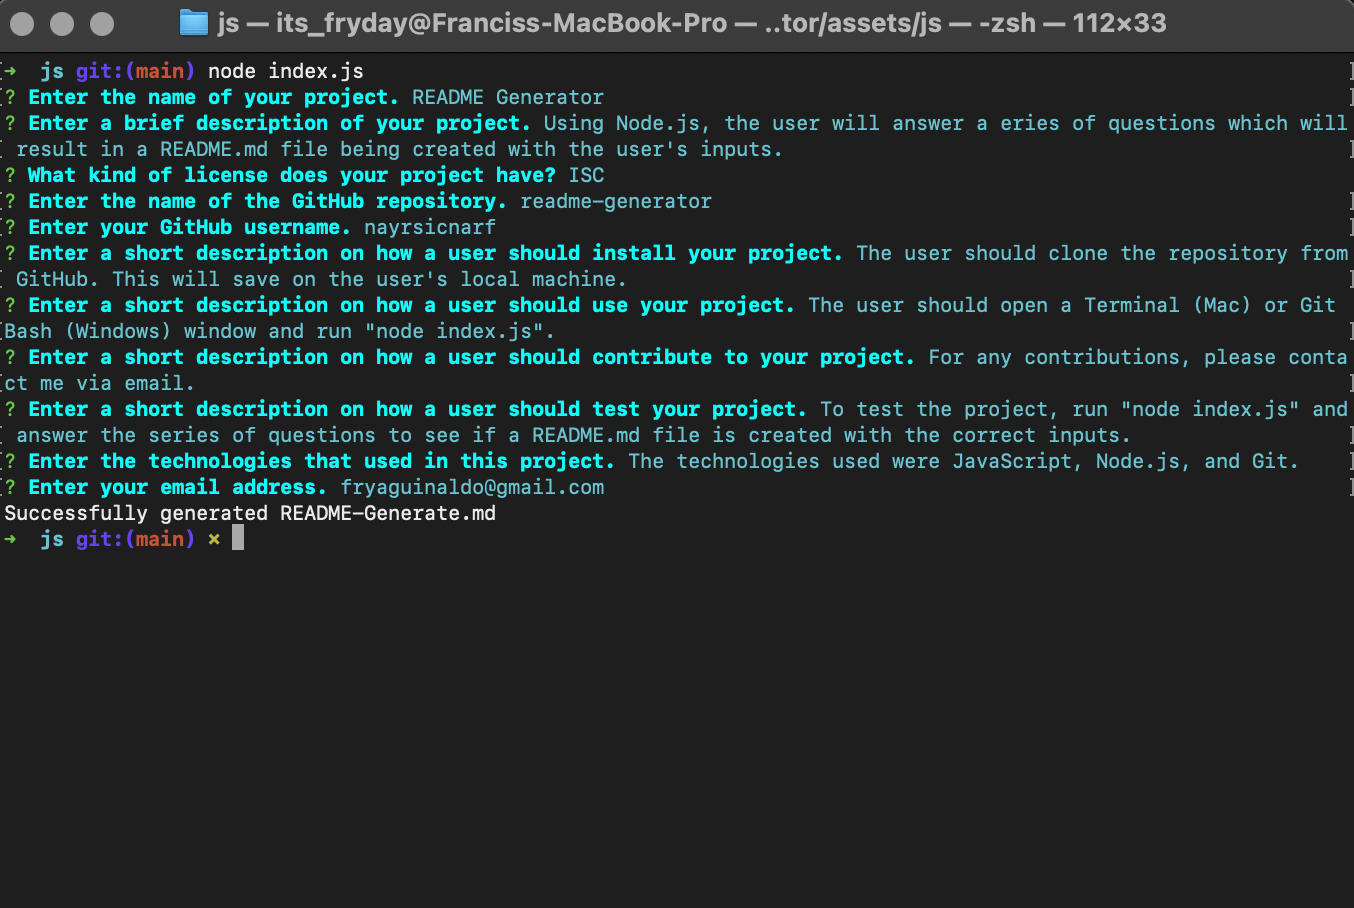 js — its_fryday@Franciss-MacBook-Pro — ..tor/assets/js — -zsh — 112×33
➜  js git:(main) node index.js
? Enter the name of your project. README Generator
? Enter a brief description of your project. Using Node.js, the user will answer a eries of questions which will
 result in a README.md file being created with the user's inputs.
? What kind of license does your project have? ISC
? Enter the name of the GitHub repository. readme-generator
? Enter your GitHub username. nayrsicnarf
? Enter a short description on how a user should install your project. The user should clone the repository from
 GitHub. This will save on the user's local machine.
? Enter a short description on how a user should use your project. The user should open a Terminal (Mac) or Git
Bash (Windows) window and run "node index.js".
? Enter a short description on how a user should contribute to your project. For any contributions, please conta
ct me via email.
? Enter a short description on how a user should test your project. To test the project, run "node index.js" and
 answer the series of questions to see if a README.md file is created with the correct inputs.
? Enter the technologies that used in this project. The technologies used were JavaScript, Node.js, and Git.
? Enter your email address. fryaguinaldo@gmail.com
Successfully generated README-Generate.md
➜  js git:(main) ×